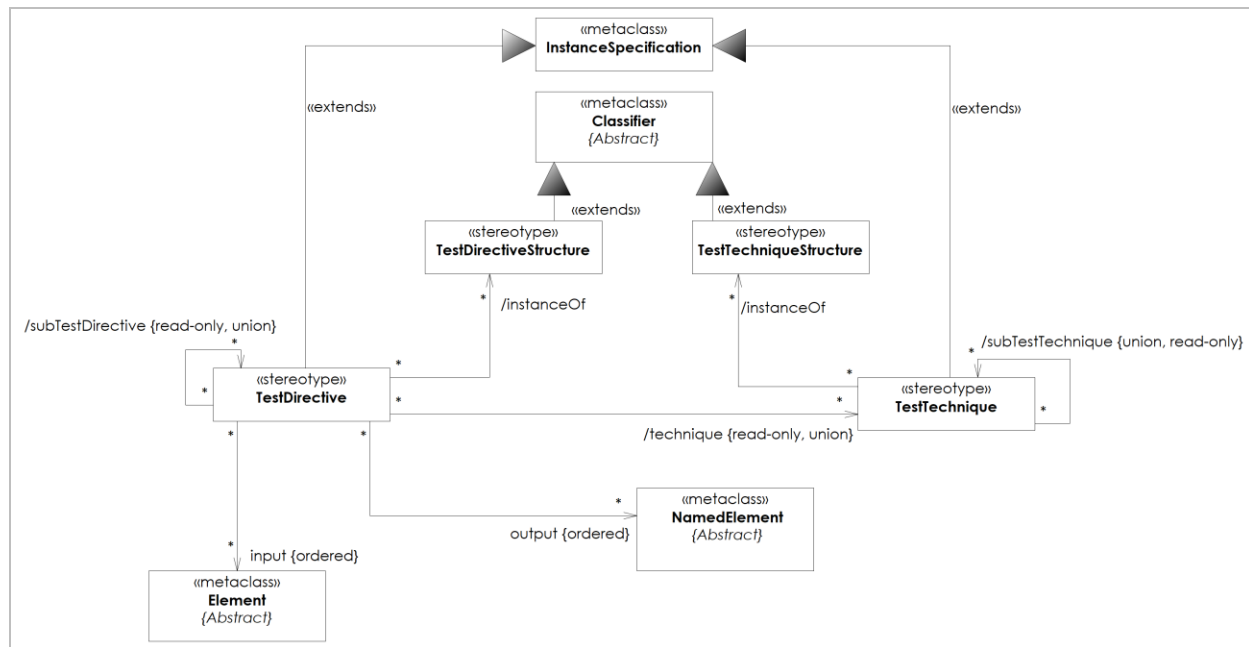 «metaclass»
InstanceSpecification
«extends»
«extends»
«metaclass»
Classifier
{Abstract}
«extends»
«extends»
«stereotype»
TestDirectiveStructure
«stereotype»
TestTechniqueStructure
*
/instanceOf
*
/instanceOf
/subTestDirective {read-only, union}
*
/subTestTechnique {union, read-only}
*
*
*
«stereotype»
TestDirective
*
*
*
*
«stereotype»
TestTechnique
*
/technique {read-only, union}
*
*
*
«metaclass»
NamedElement
{Abstract}
output {ordered}
*
input {ordered}
«metaclass»
Element
{Abstract}